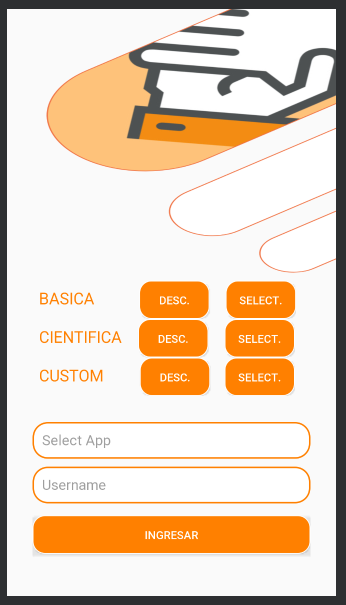 BASICA DESC. SELECT.
CIENTIFICA DESC. SELECT.
CUSTOM DESC. SELECT.
Select App
Username
INGRESAR